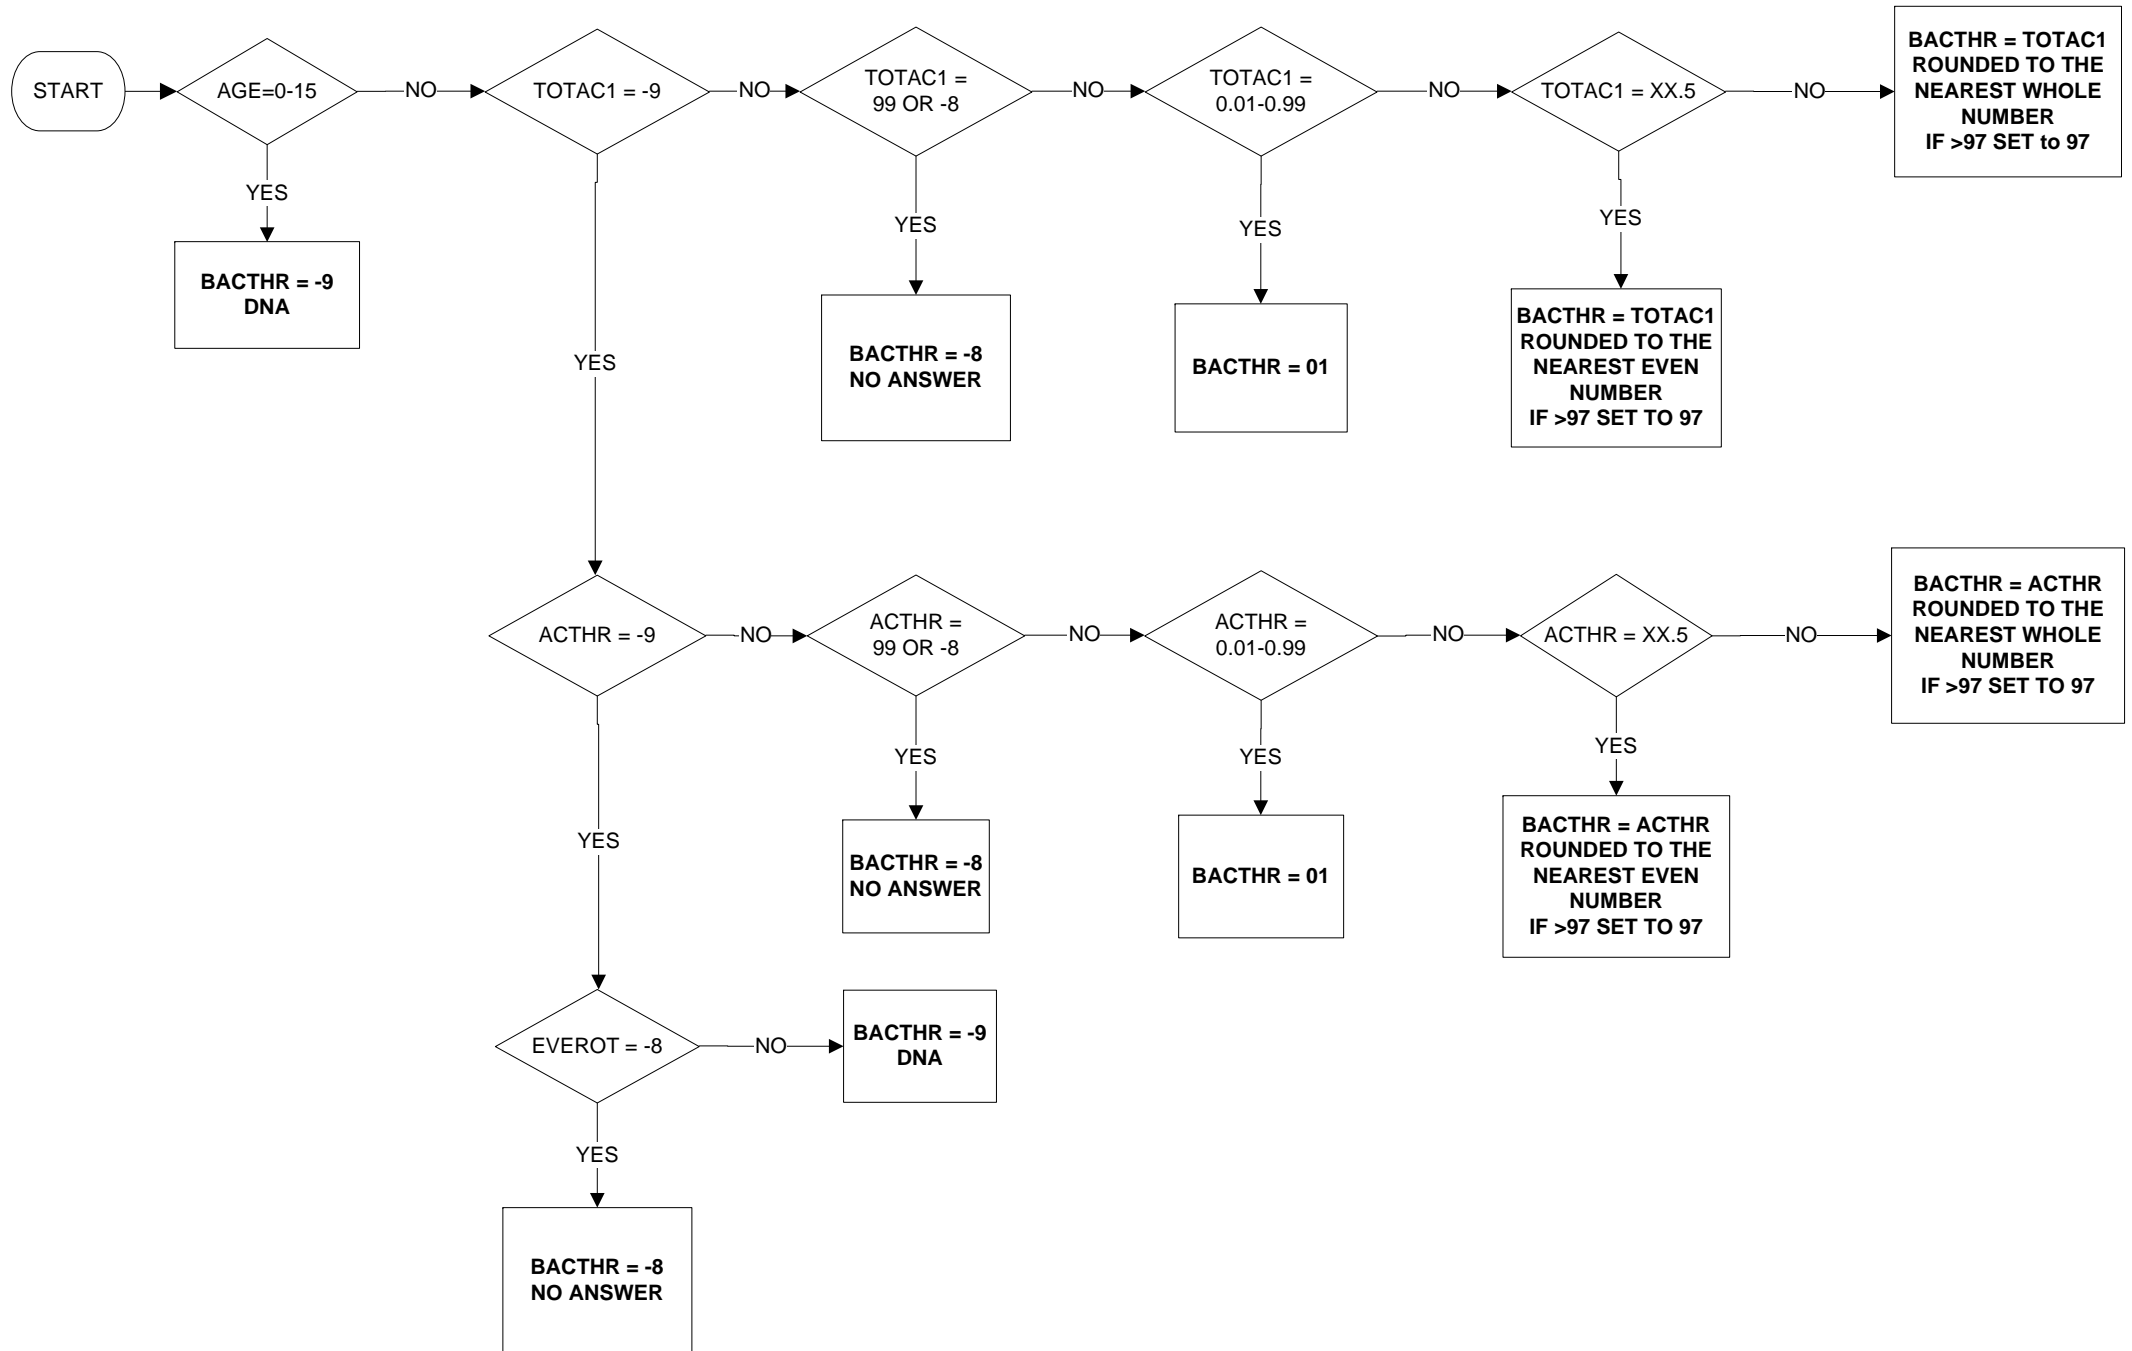 START
AGE=0-15
NO
TOTAC1 = -9
NO
TOTAC1 =
99 OR -8
NO
TOTAC1 =
0.01-0.99
NO
TOTAC1 = XX.5
NO
BACTHR = TOTAC1
ROUNDED TO THE
NEAREST WHOLE
NUMBER
IF >97 SET to 97
YES
BACTHR = -9
DNA
YES
YES
BACTHR = -8
NO ANSWER
YES
BACTHR = 01
YES
BACTHR = TOTAC1
ROUNDED TO THE
NEAREST EVEN
NUMBER
IF >97 SET TO 97
ACTHR = -9
NO
ACTHR =
99 OR -8
NO
ACTHR =
0.01-0.99
NO
ACTHR = XX.5
NO
BACTHR = ACTHR
ROUNDED TO THE
NEAREST WHOLE
NUMBER
IF >97 SET TO 97
YES
YES
BACTHR = -8
NO ANSWER
YES
BACTHR = 01
YES
BACTHR = ACTHR
ROUNDED TO THE
NEAREST EVEN
NUMBER
IF >97 SET TO 97
EVEROT = -8
NO
BACTHR = -9
DNA
YES
BACTHR = -8
NO ANSWER